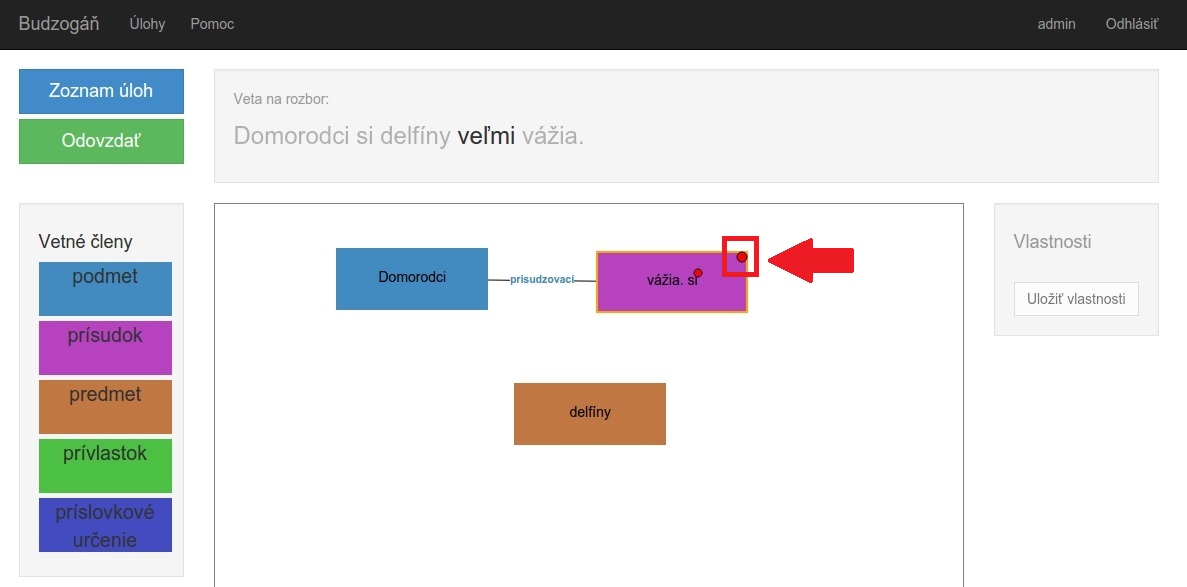 Budzogáň Úlohy Pomoc admin Odhlásiť
Zoznam úloh
Odovzdať
Veta na rozbor:
Domorodci si delfíny veľmi vážia.
Vetné členy
podmet
prísudok
predmet
prívlastok
príslovkové
určenie
Domorodci
prisudzovací
vážia. si
delfíny
Vlastnosti
Uložiť vlastnosti